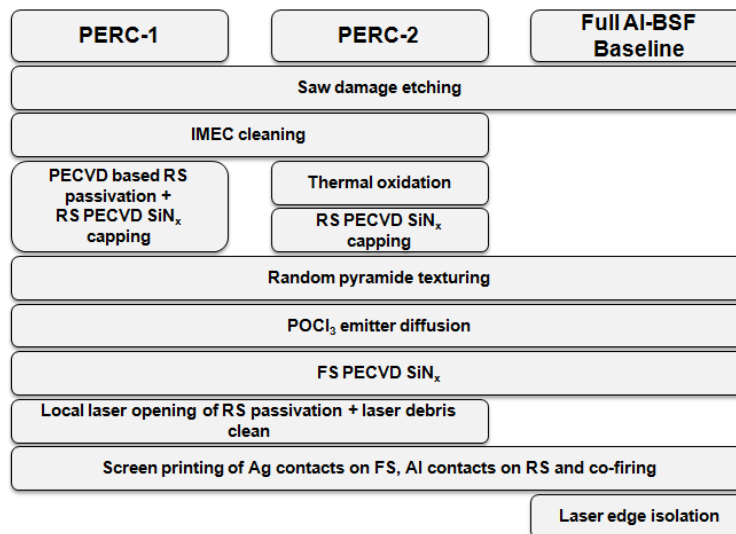 PERC-1
PERC-2
Full Al-BSF
Baseline
Saw damage etching
IMEC cleaning
PECVD based RS
passivation +
RS PECVD SiNₓ
capping
Thermal oxidation
RS PECVD SiNₓ
capping
Random pyramide texturing
POCl₃ emitter diffusion
FS PECVD SiNₓ
Local laser opening of RS passivation + laser debris
clean
Screen printing of Ag contacts on FS, Al contacts on RS and co-firing
Laser edge isolation